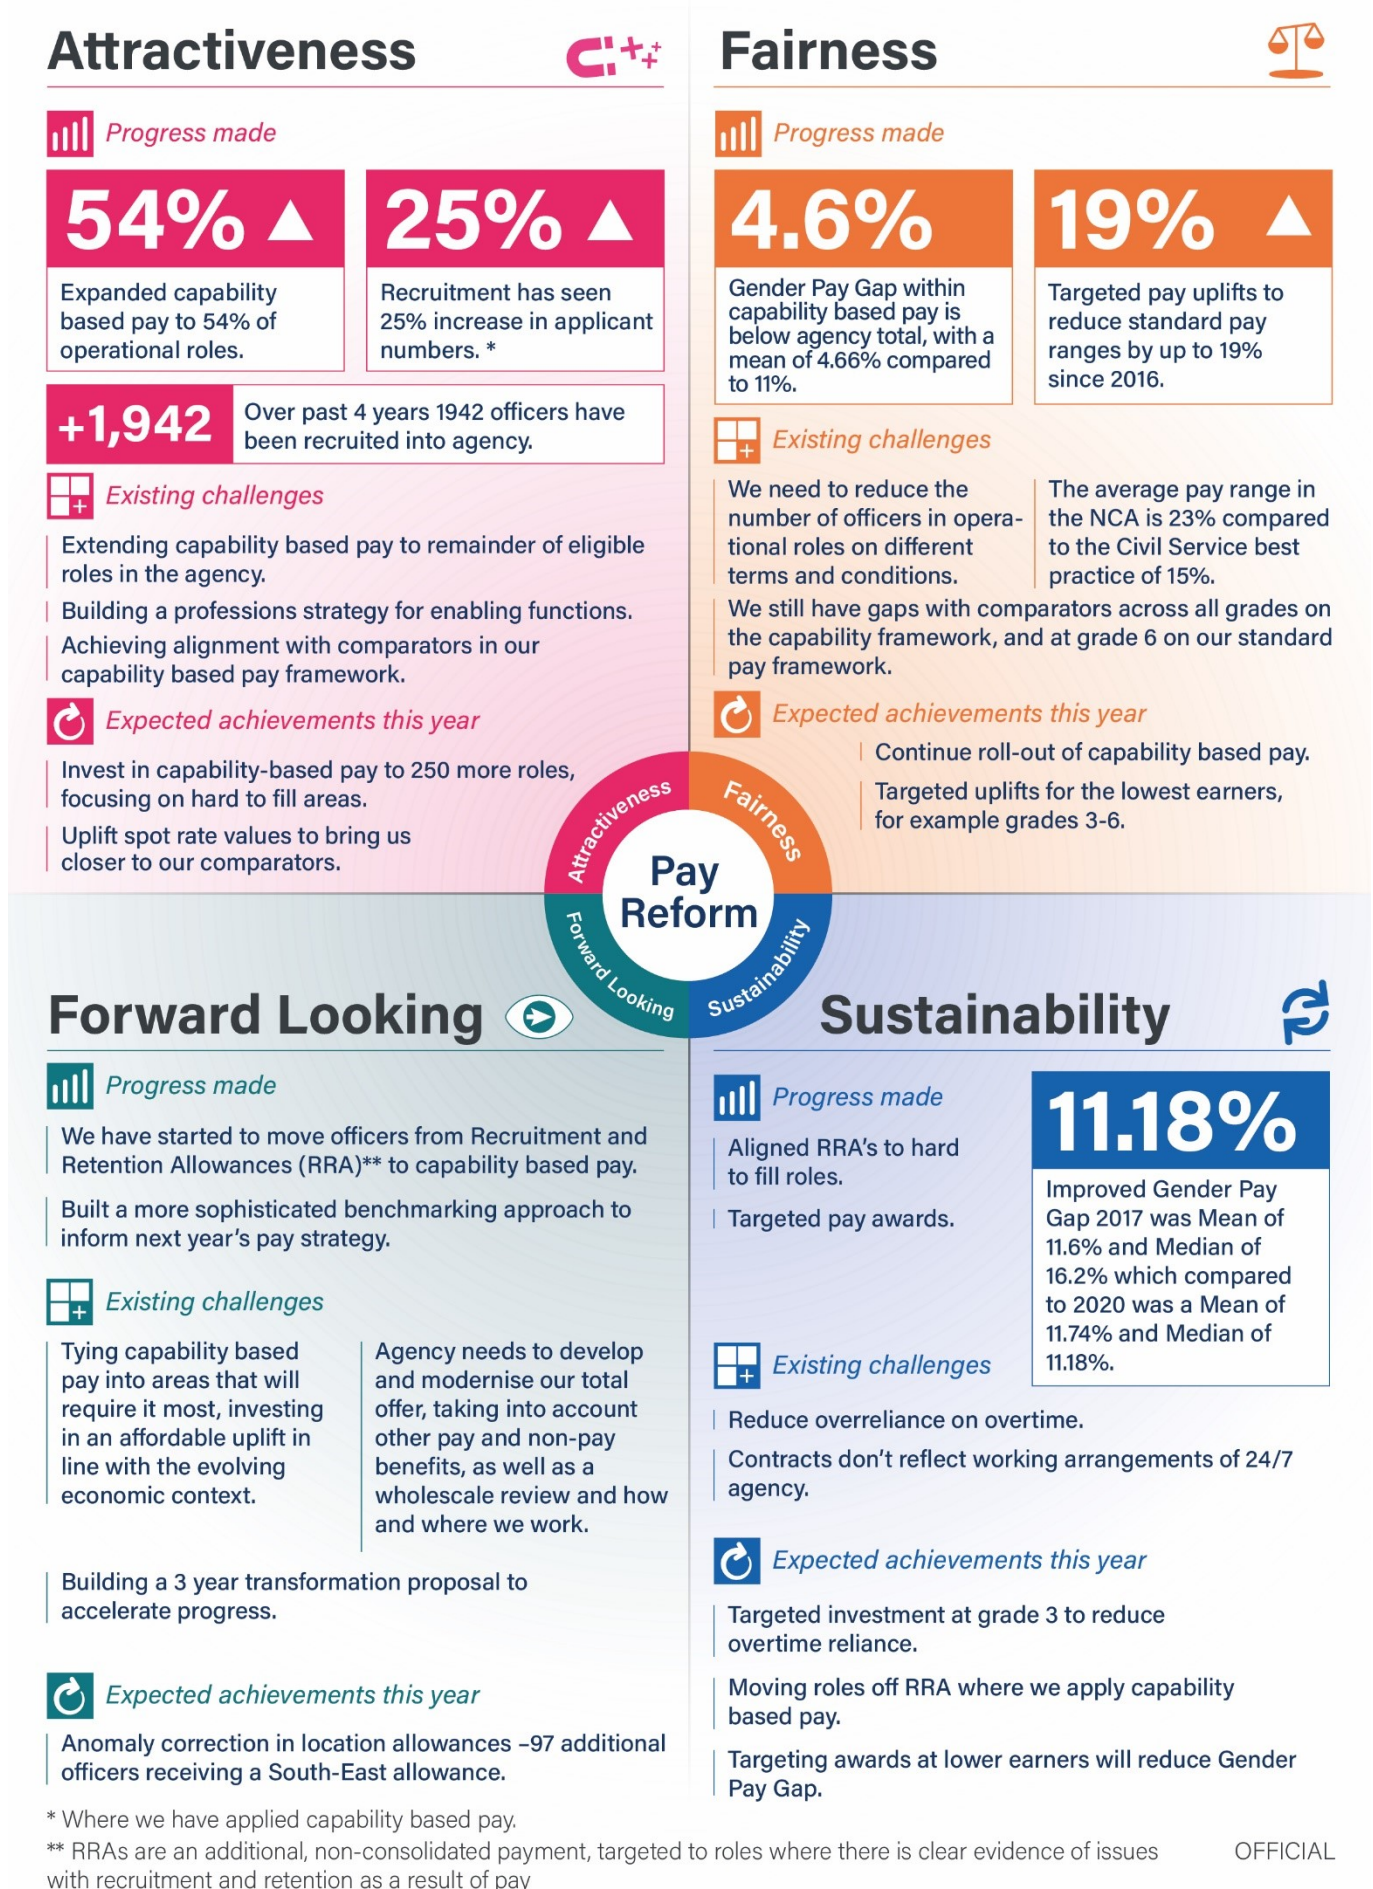 Attractiveness
Progress made
54%
Expanded capability
based pay to 54% of
operational roles.
25%
Recruitment has seen
25% increase in applicant
numbers. *
+1,942
Over past 4 years 1942 officers have
been recruited into agency.
Existing challenges
Extending capability based pay to remainder of eligible
roles in the agency.
Building a professions strategy for enabling functions.
Achieving alignment with comparators in our
capability based pay framework.
Expected achievements this year
Invest in capability-based pay to 250 more roles,
focusing on hard to fill areas.
Uplift spot rate values to bring us
closer to our comparators.
Fairness
Progress made
4.6%
Gender Pay Gap within
capability based pay is
below agency total, with a
mean of 4.66% compared
to 11%.
19%
Targeted pay uplifts to
reduce standard pay
ranges by up to 19%
since 2016.
Existing challenges
We need to reduce the
number of officers in opera-
tional roles on different
terms and conditions.
The average pay range in
the NCA is 23% compared
to the Civil Service best
practice of 15%.
We still have gaps with comparators across all grades on
the capability framework, and at grade 6 on our standard
pay framework.
Expected achievements this year
Continue roll-out of capability based pay.
Targeted uplifts for the lowest earners,
for example grades 3-6.
Attractiveness
Fairness
Pay
Reform
Forward Looking
Sustainability
Forward Looking
Progress made
We have started to move officers from Recruitment and
Retention Allowances (RRA)** to capability based pay.
Built a more sophisticated benchmarking approach to
inform next year's pay strategy.
Existing challenges
Tying capability based
pay into areas that will
require it most, investing
in an affordable uplift in
line with the evolving
economic context.
Agency needs to develop
and modernise our total
offer, taking into account
other pay and non-pay
benefits, as well as a
wholescale review and how
and where we work.
Building a 3 year transformation proposal to
accelerate progress.
Expected achievements this year
Anomaly correction in location allowances –97 additional
officers receiving a South-East allowance.
Sustainability
Progress made
Aligned RRA's to hard
to fill roles.
Targeted pay awards.
11.18%
Improved Gender Pay
Gap 2017 was Mean of
11.6% and Median of
16.2% which compared
to 2020 was a Mean of
11.74% and Median of
11.18%.
Existing challenges
Reduce overreliance on overtime.
Contracts don't reflect working arrangements of 24/7
agency.
Expected achievements this year
Targeted investment at grade 3 to reduce
overtime reliance.
Moving roles off RRA where we apply capability
based pay.
Targeting awards at lower earners will reduce Gender
Pay Gap.
* Where we have applied capability based pay.
** RRAs are an additional, non-consolidated payment, targeted to roles where there is clear evidence of issues
with recruitment and retention as a result of pay
OFFICIAL